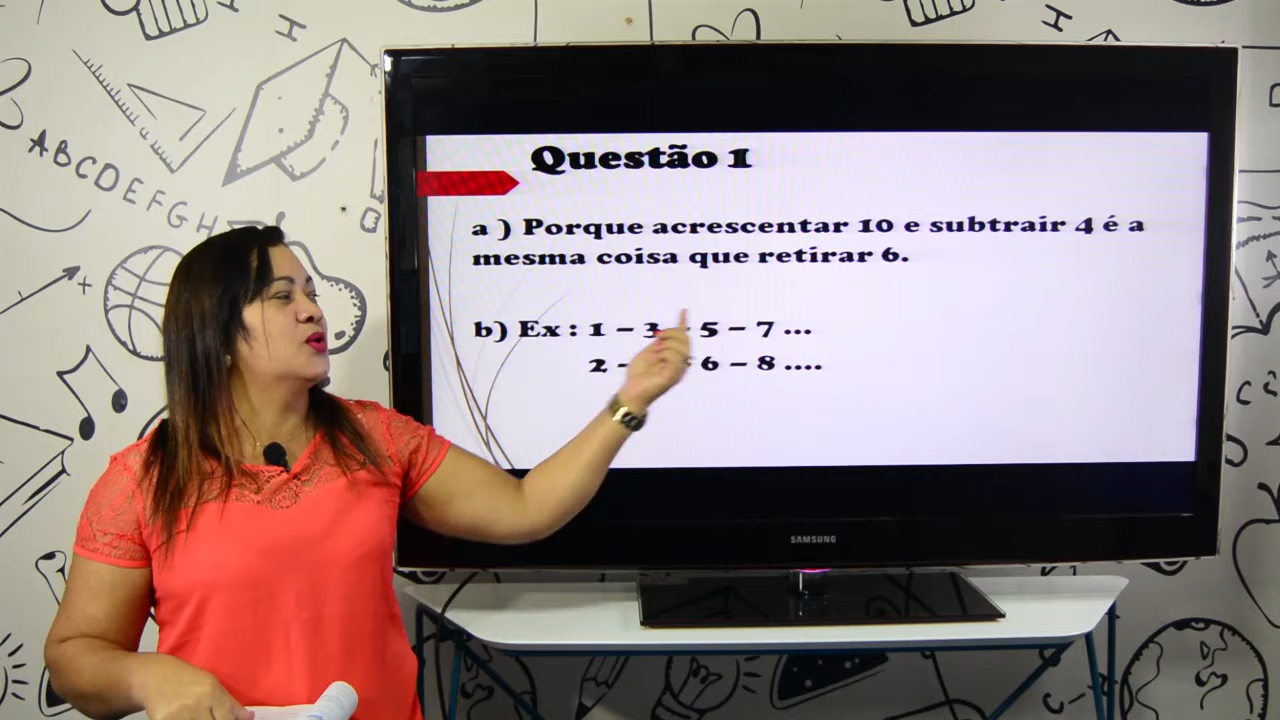 ABCDEFGH
Questão 1
a ) Porque acrescentar 10 e subtrair 4 é a
mesma coisa que retirar 6.
b) Ex : 1 – 3 – 5 – 7 ...
2 – 6 – 8 ....
SAMSUNG